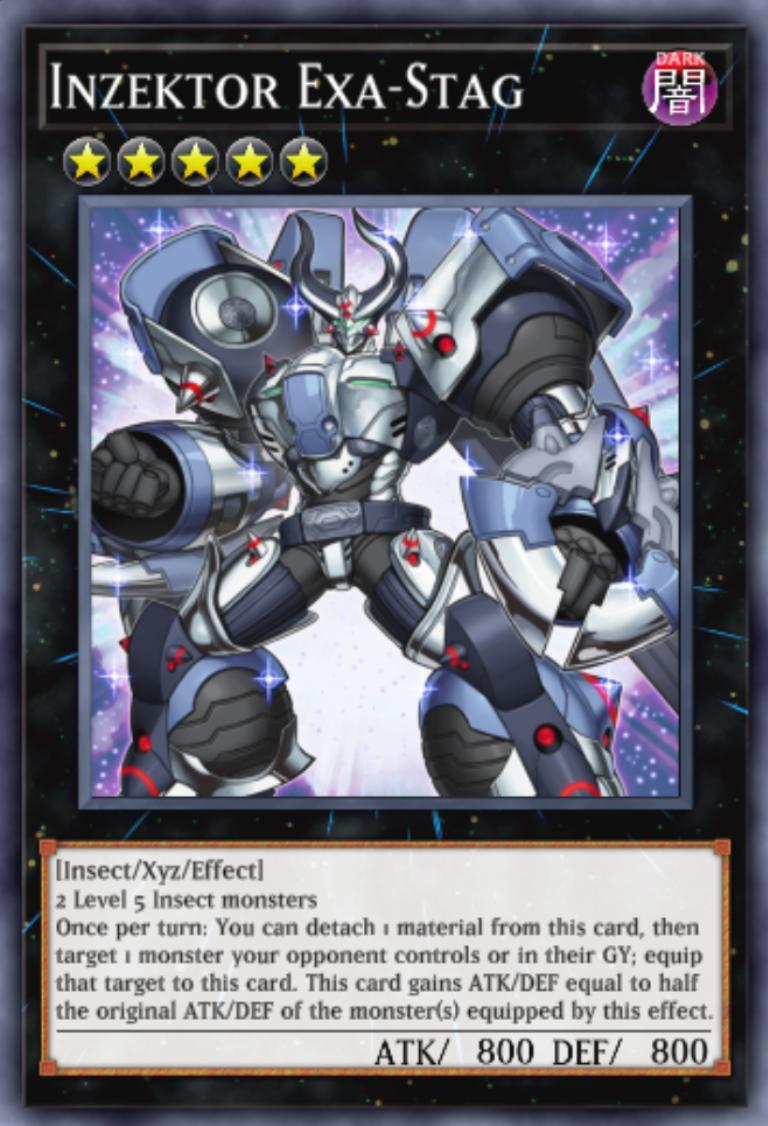 INZEKTOR EXA-STAG
DARK
闇
[Insect/Xyz/Effect]
2 Level 5 Insect monsters
Once per turn: You can detach 1 material from this card, then
target 1 monster your opponent controls or in their GY; equip
that target to this card. This card gains ATK/DEF equal to half
the original ATK/DEF of the monster(s) equipped by this effect.
ATK/ 800 DEF/ 800